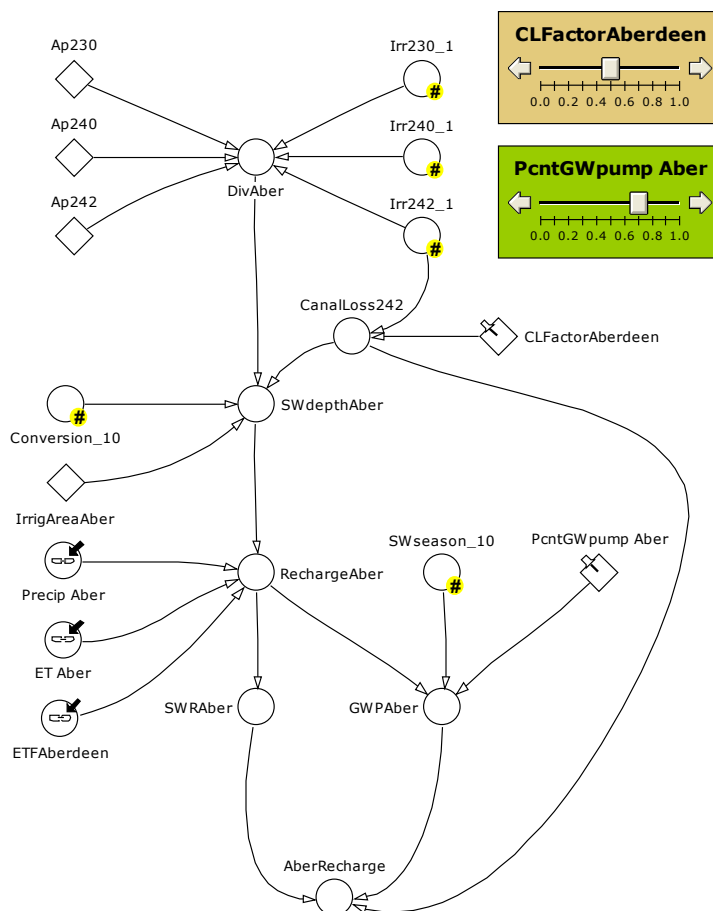 CLFactorAberdeen
0.0 0.2 0.4 0.6 0.8 1.0
PcntGWpump Aber
0.0 0.2 0.4 0.6 0.8 1.0
Ap230
Irr230_1
#
Ap240
Irr240_1
#
DivAber
Ap242
Irr242_1
#
CanalLoss242
CLFactorAberdeen
SWdepthAber
#
Conversion_10
IrrigAreaAber
SWseason_10
PcntGWpump Aber
RechargeAber
#
Precip Aber
ET Aber
SWRAber
GWPAber
ETFAberdeen
AberRecharge